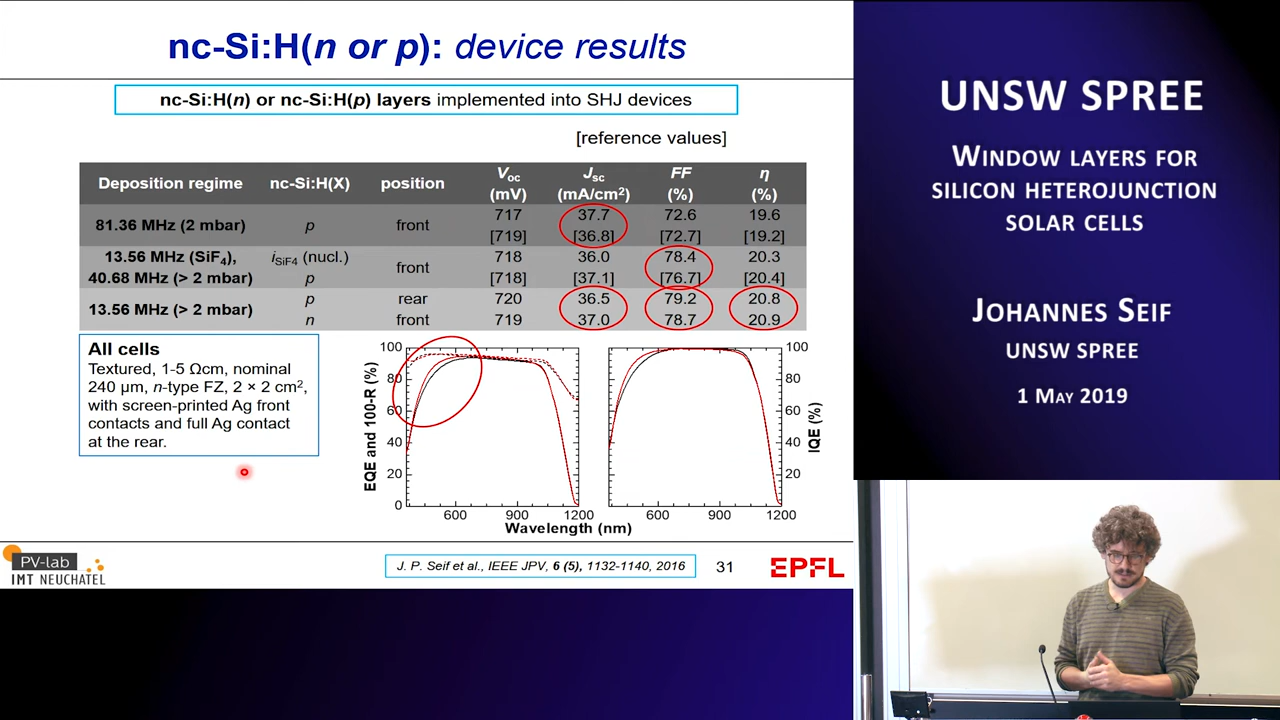 nc-Si:H(n or p): device results
nc-Si:H(n) or nc-Si:H(p) layers implemented into SHJ devices
[reference values]
Deposition regime nc-Si:H(X) position Voc (mV) Jsc (mA/cm²) FF (%) η (%)
81.36 MHz (2 mbar) p front 717 [719] 37.7 [36.8] 72.6 [72.7] 19.6 [19.2]
13.56 MHz (SiF₄), 40.68 MHz (> 2 mbar) iSiF4 (nucl.) p front 718 [718] 36.0 [37.1] 78.4 [76.7] 20.3 [20.4]
13.56 MHz (> 2 mbar) p rear 720 36.5 79.2 20.8
n front 719 37.0 78.7 20.9
All cells
Textured, 1-5 Ωcm, nominal
240 µm, n-type FZ, 2 × 2 cm²,
with screen-printed Ag front
contacts and full Ag contact
at the rear.
EQE and 100-R (%)
100
80
60
40
20
0
600 900 1200
600 900 1200
Wavelength (nm)
100
80
60
40
20
IQE (%)
PV-lab
IMT NEUCHATEL
J. P. Seif et al., IEEE JPV, 6 (5), 1132-1140, 2016
31
EPFL
UNSW SPREE
WINDOW LAYERS FOR
SILICON HETEROJUNCTION
SOLAR CELLS
JOHANNES SEIF
UNSW SPREE
1 MAY 2019